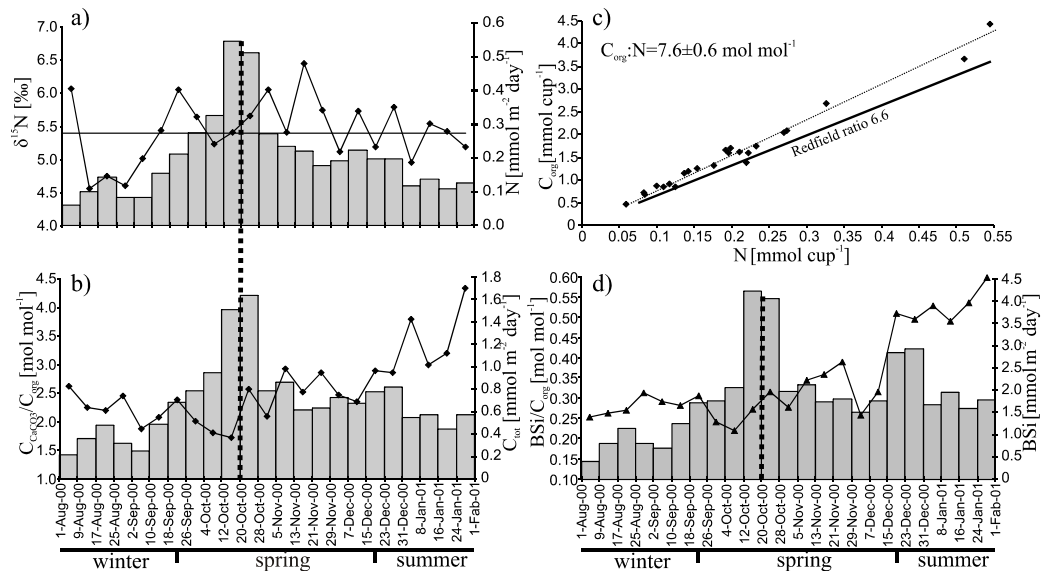 a)
δ¹⁵N [‰]
7.0
6.5
6.0
5.5
5.0
4.5
4.0
0.6
0.5
0.4
0.3
0.2
0.1
0.0
N [mmol m⁻² day⁻¹]
c)
C_org:N=7.6±0.6 mol mol⁻¹
C_org [mmol cup⁻¹]
4.5
4.0
3.5
3.0
2.5
2.0
1.5
1.0
0.5
0
Redfield ratio 6.6
0 0.05 0.1 0.15 0.2 0.25 0.3 0.35 0.4 0.45 0.5 0.55
N [mmol cup⁻¹]
b)
C_CaCO3/C_org [mol mol⁻¹]
4.5
4.0
3.5
3.0
2.5
2.0
1.5
1.0
1.8
1.6
1.4
1.2
1.0
0.8
0.6
0.4
0.2
0
C_tot [mmol m⁻² day⁻¹]
1-Aug-00
9-Aug-00
17-Aug-00
25-Aug-00
2-Sep-00
10-Sep-00
18-Sep-00
26-Sep-00
4-Oct-00
12-Oct-00
20-Oct-00
28-Oct-00
5-Nov-00
13-Nov-00
21-Nov-00
29-Nov-00
7-Dec-00
15-Dec-00
23-Dec-00
31-Dec-00
8-Jan-01
16-Jan-01
24-Jan-01
1-Fab-01
winter spring summer
d)
BSi/C_org [mol mol⁻¹]
0.60
0.55
0.50
0.45
0.40
0.35
0.30
0.25
0.20
0.15
0.10
4.5
4.0
3.5
3.0
2.5
2.0
1.5
1.0
0.5
0
BSi [mmol m⁻² day⁻¹]
1-Aug-00
9-Aug-00
17-Aug-00
25-Aug-00
2-Sep-00
10-Sep-00
18-Sep-00
26-Sep-00
4-Oct-00
12-Oct-00
20-Oct-00
28-Oct-00
5-Nov-00
13-Nov-00
21-Nov-00
29-Nov-00
7-Dec-00
15-Dec-00
23-Dec-00
31-Dec-00
8-Jan-01
16-Jan-01
24-Jan-01
1-Fab-01
winter spring summer